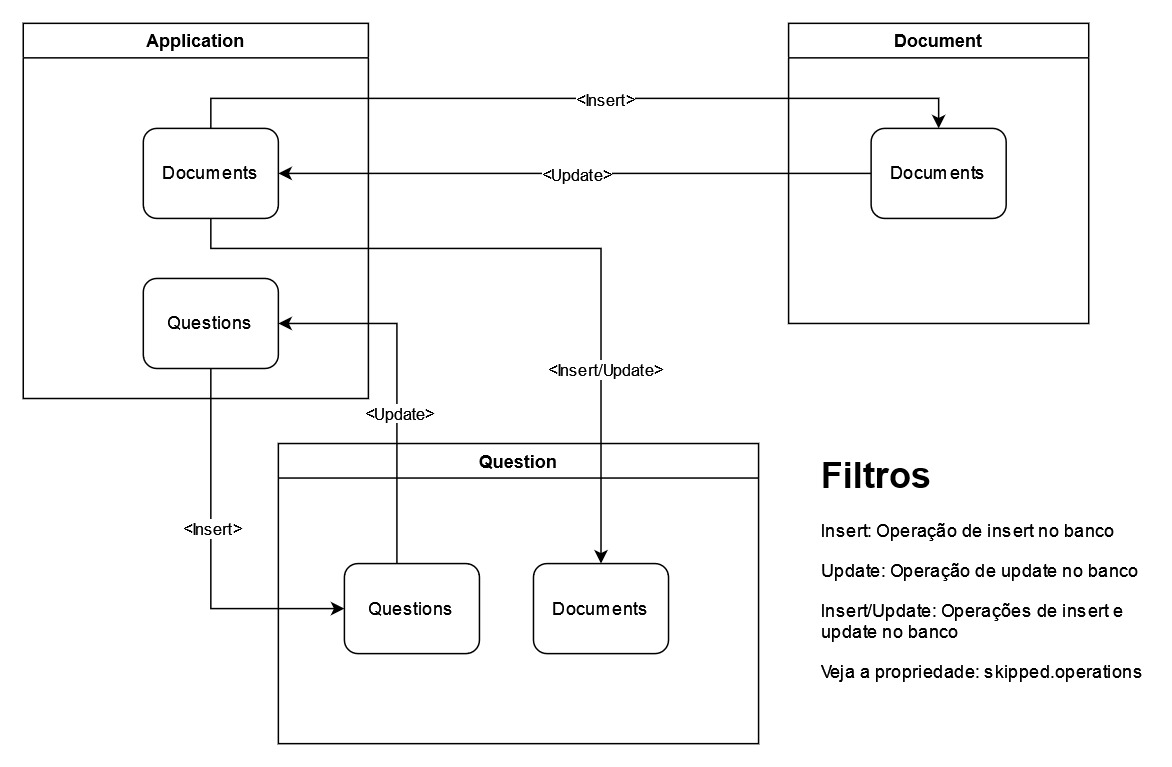 Application
Document
<Insert>
Documents
<Update>
Documents
Questions
<Insert/Update>
<Update>
Question
<Insert>
Questions
Documents
Filtros
Insert: Operação de insert no banco
Update: Operação de update no banco
Insert/Update: Operações de insert e
update no banco
Veja a propriedade: skipped.operations